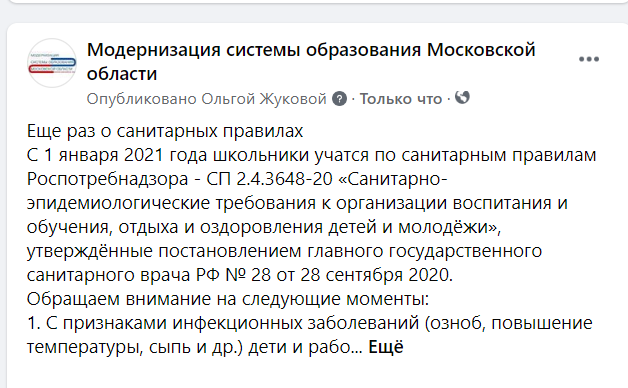 Модернизация системы образования Московской
области
Опубликовано Ольгой Жуковой · Только что ·
Еще раз о санитарных правилах
С 1 января 2021 года школьники учатся по санитарным правилам
Роспотребнадзора - СП 2.4.3648-20 «Санитарно-
эпидемиологические требования к организации воспитания и
обучения, отдыха и оздоровления детей и молодёжи»,
утверждённые постановлением главного государственного
санитарного врача РФ № 28 от 28 сентября 2020.
Обращаем внимание на следующие моменты:
1. С признаками инфекционных заболеваний (озноб, повышение
температуры, сыпь и др.) дети и рабо... Ещё